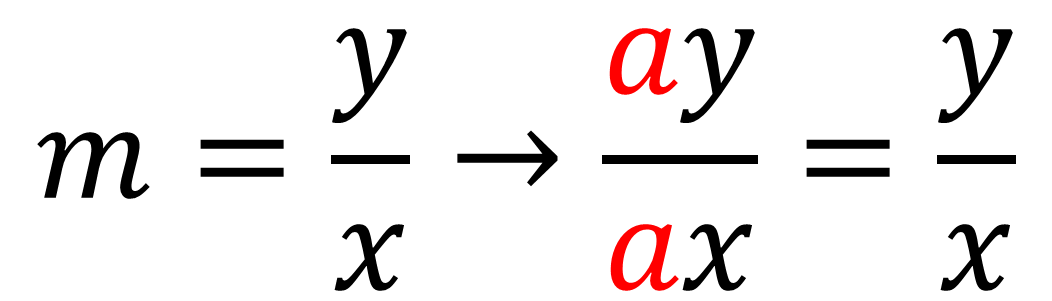 m = y/x → ay/ax = y/x